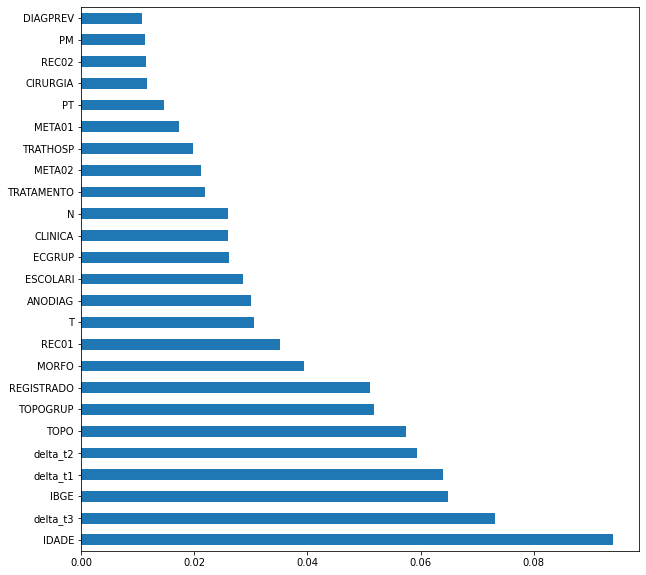 DIAGPREV
PM
REC02
CIRURGIA
PT
META01
TRATHOSP
META02
TRATAMENTO
N
CLINICA
ECGRUP
ESCOLARI
ANODIAG
T
REC01
MORFO
REGISTRADO
TOPOGRUP
TOPO
delta_t2
delta_t1
IBGE
delta_t3
IDADE
0.00 0.02 0.04 0.06 0.08